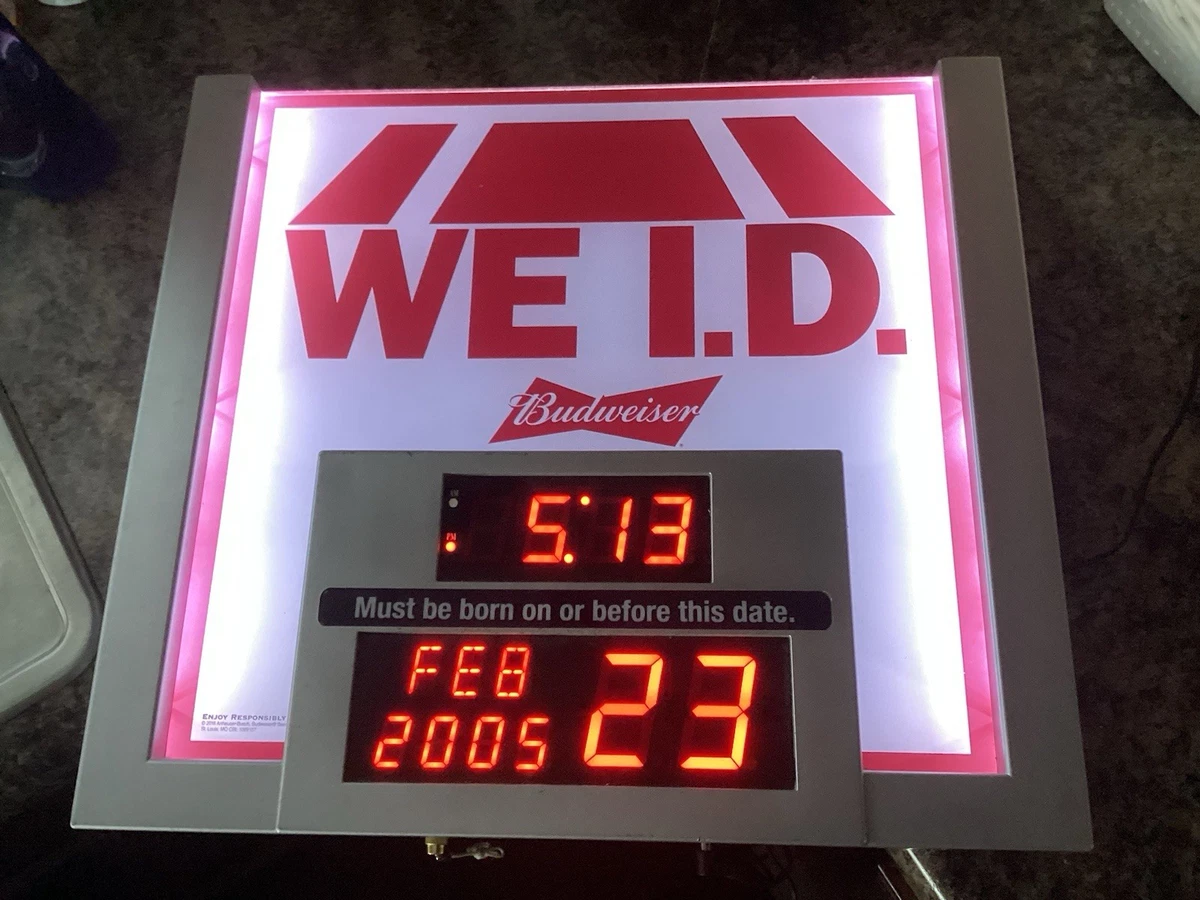 WE I.D.
Budweiser
PM
5:13
Must be born on or before this date.
FEB
2005
23
ENJOY RESPONSIBLY